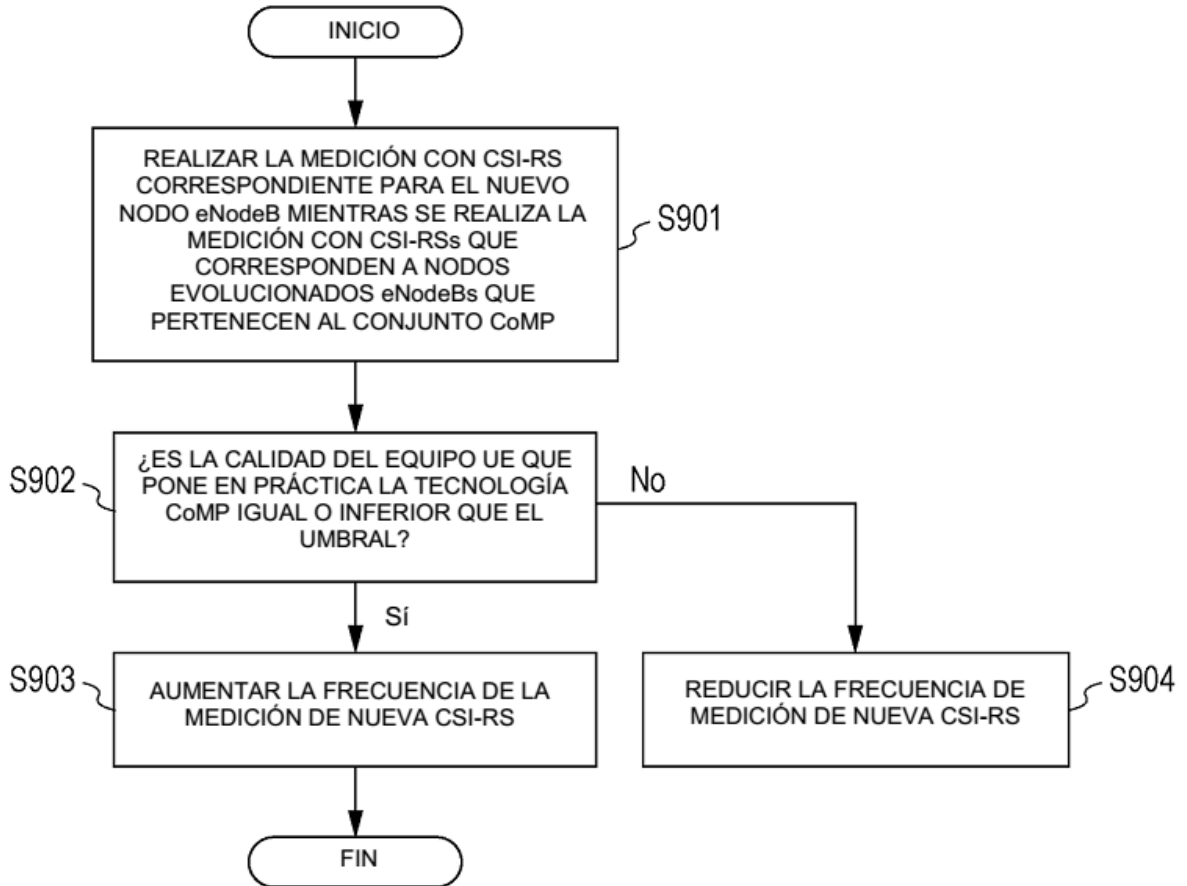 INICIO
REALIZAR LA MEDICIÓN CON CSI-RS
CORRESPONDIENTE PARA EL NUEVO
NODO eNodeB MIENTRAS SE REALIZA LA
MEDICIÓN CON CSI-RSs QUE
CORRESPONDEN A NODOS
EVOLUCIONADOS eNodeBs QUE
PERTENECEN AL CONJUNTO CoMP
S901
¿ES LA CALIDAD DEL EQUIPO UE QUE
PONE EN PRÁCTICA LA TECNOLOGÍA
CoMP IGUAL O INFERIOR QUE EL
UMBRAL?
S902
No
Sí
S903
AUMENTAR LA FRECUENCIA DE LA
MEDICIÓN DE NUEVA CSI-RS
REDUCIR LA FRECUENCIA DE
MEDICIÓN DE NUEVA CSI-RS
S904
FIN